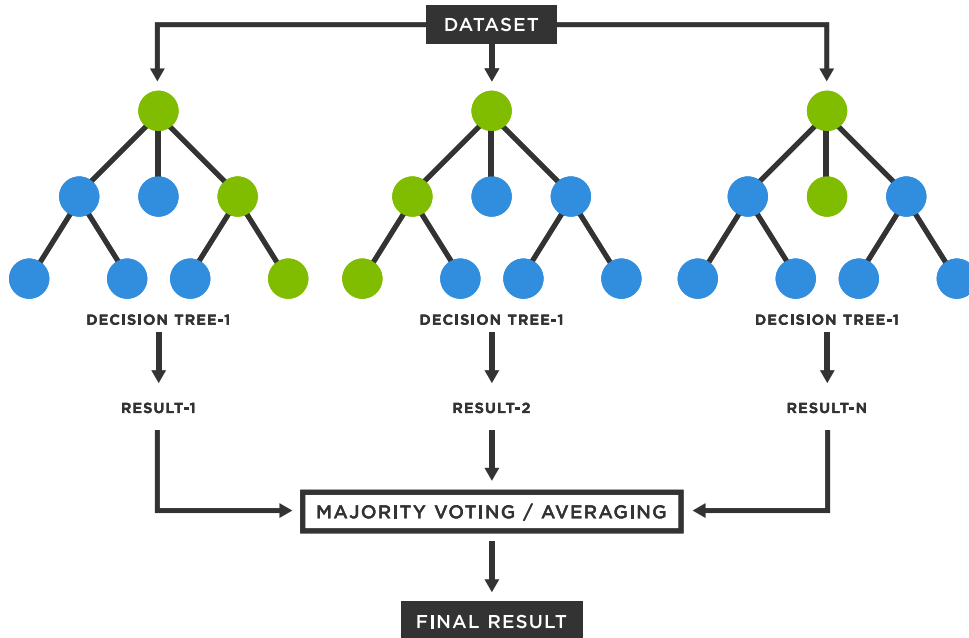 DATASET
DECISION TREE-1
DECISION TREE-1
DECISION TREE-1
RESULT-1
RESULT-2
RESULT-N
MAJORITY VOTING / AVERAGING
FINAL RESULT